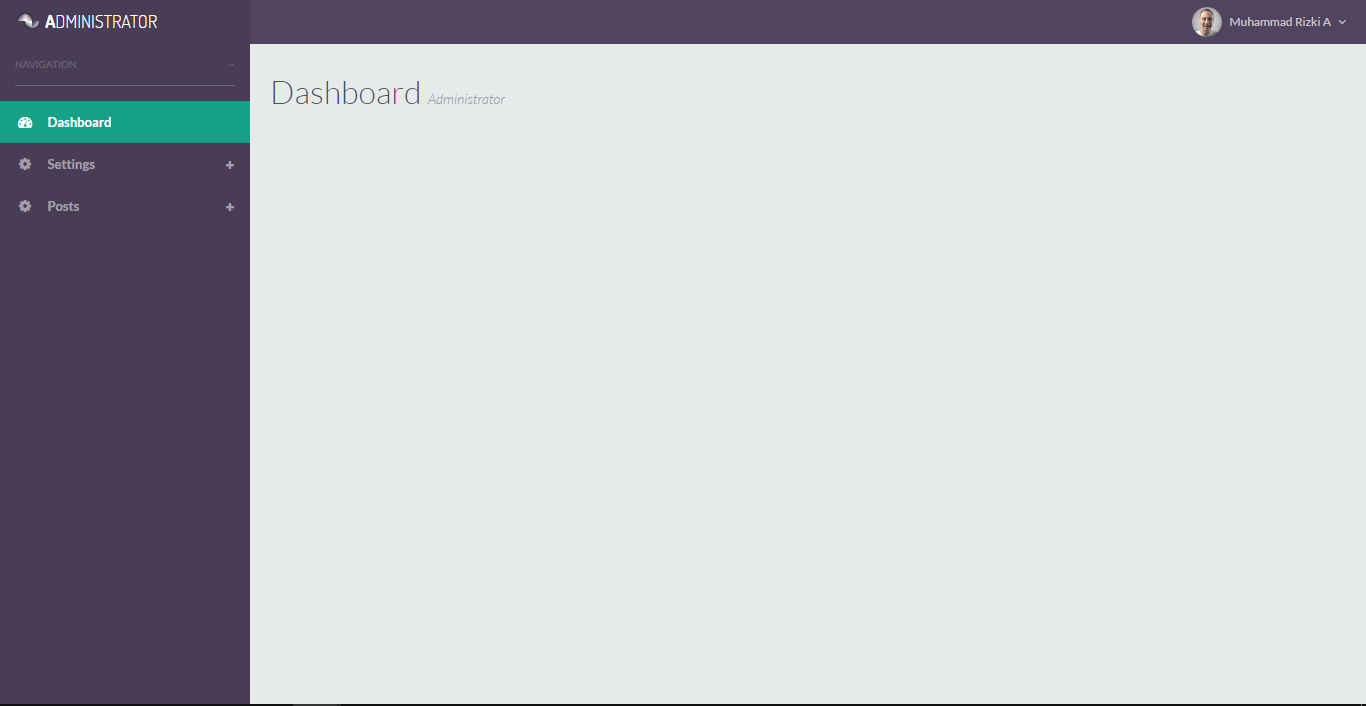 ADMINISTRATOR
Muhammad Rizki A
NAVIGATION
Dashboard
Settings
Posts
Dashboard Administrator